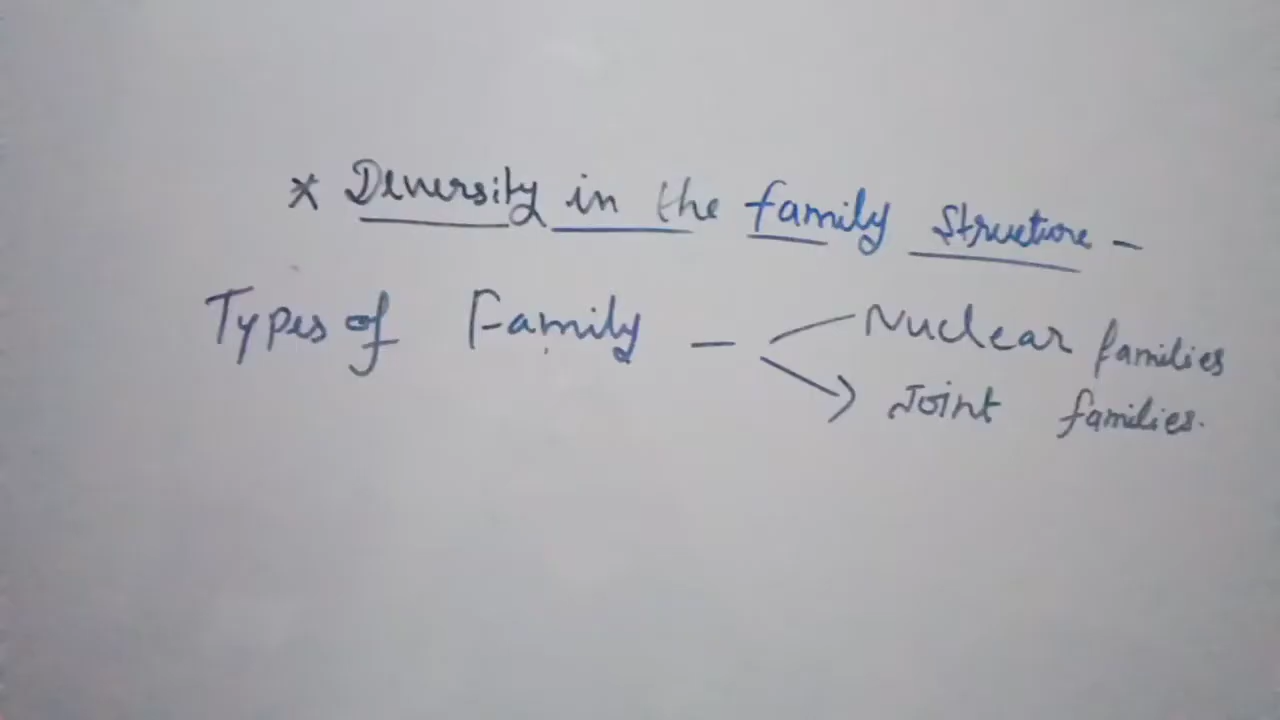 * Diversity in the family Structure -
Types of Family - Nuclear families
Joint families.